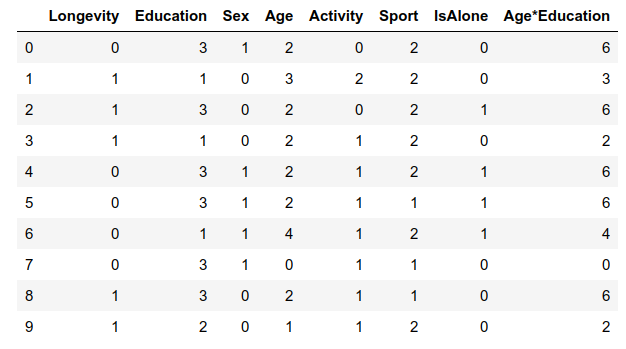 Longevity Education Sex Age Activity Sport IsAlone Age*Education
0 0 3 1 2 0 2 0 6
1 1 1 0 3 2 2 0 3
2 1 3 0 2 0 2 1 6
3 1 1 0 2 1 2 0 2
4 0 3 1 2 1 2 1 6
5 0 3 1 2 1 1 1 6
6 0 1 1 4 1 2 1 4
7 0 3 1 0 1 1 0 0
8 1 3 0 2 1 1 0 6
9 1 2 0 1 1 2 0 2